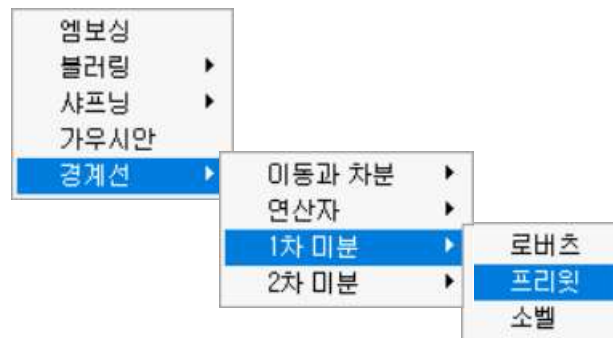 엠보싱
블러링
샤프닝
가우시안
경계선
이동과 차분
연산자
1차 미분
2차 미분
로버츠
프리윗
소벨